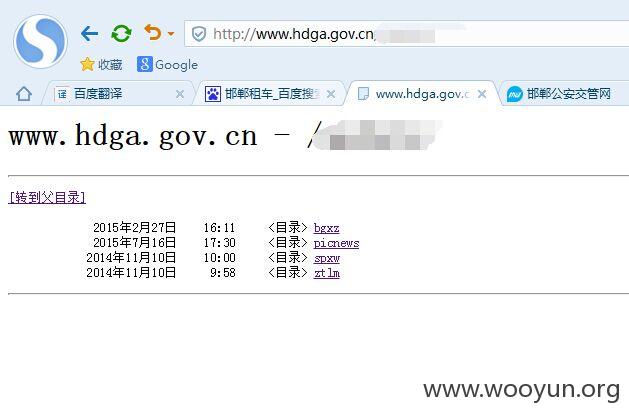 http://www.hdga.gov.cn
收藏 Google
百度翻译 邯郸租车_百度搜 www.hdga.gov.c 邯郸公安交管网
www.hdga.gov.cn - /
[转到父目录]
2015年2月27日 16:11 <目录> bgxz
2015年7月16日 17:30 <目录> picnews
2014年11月10日 10:00 <目录> spxw
2014年11月10日 9:58 <目录> ztlm
www.wooyun.org